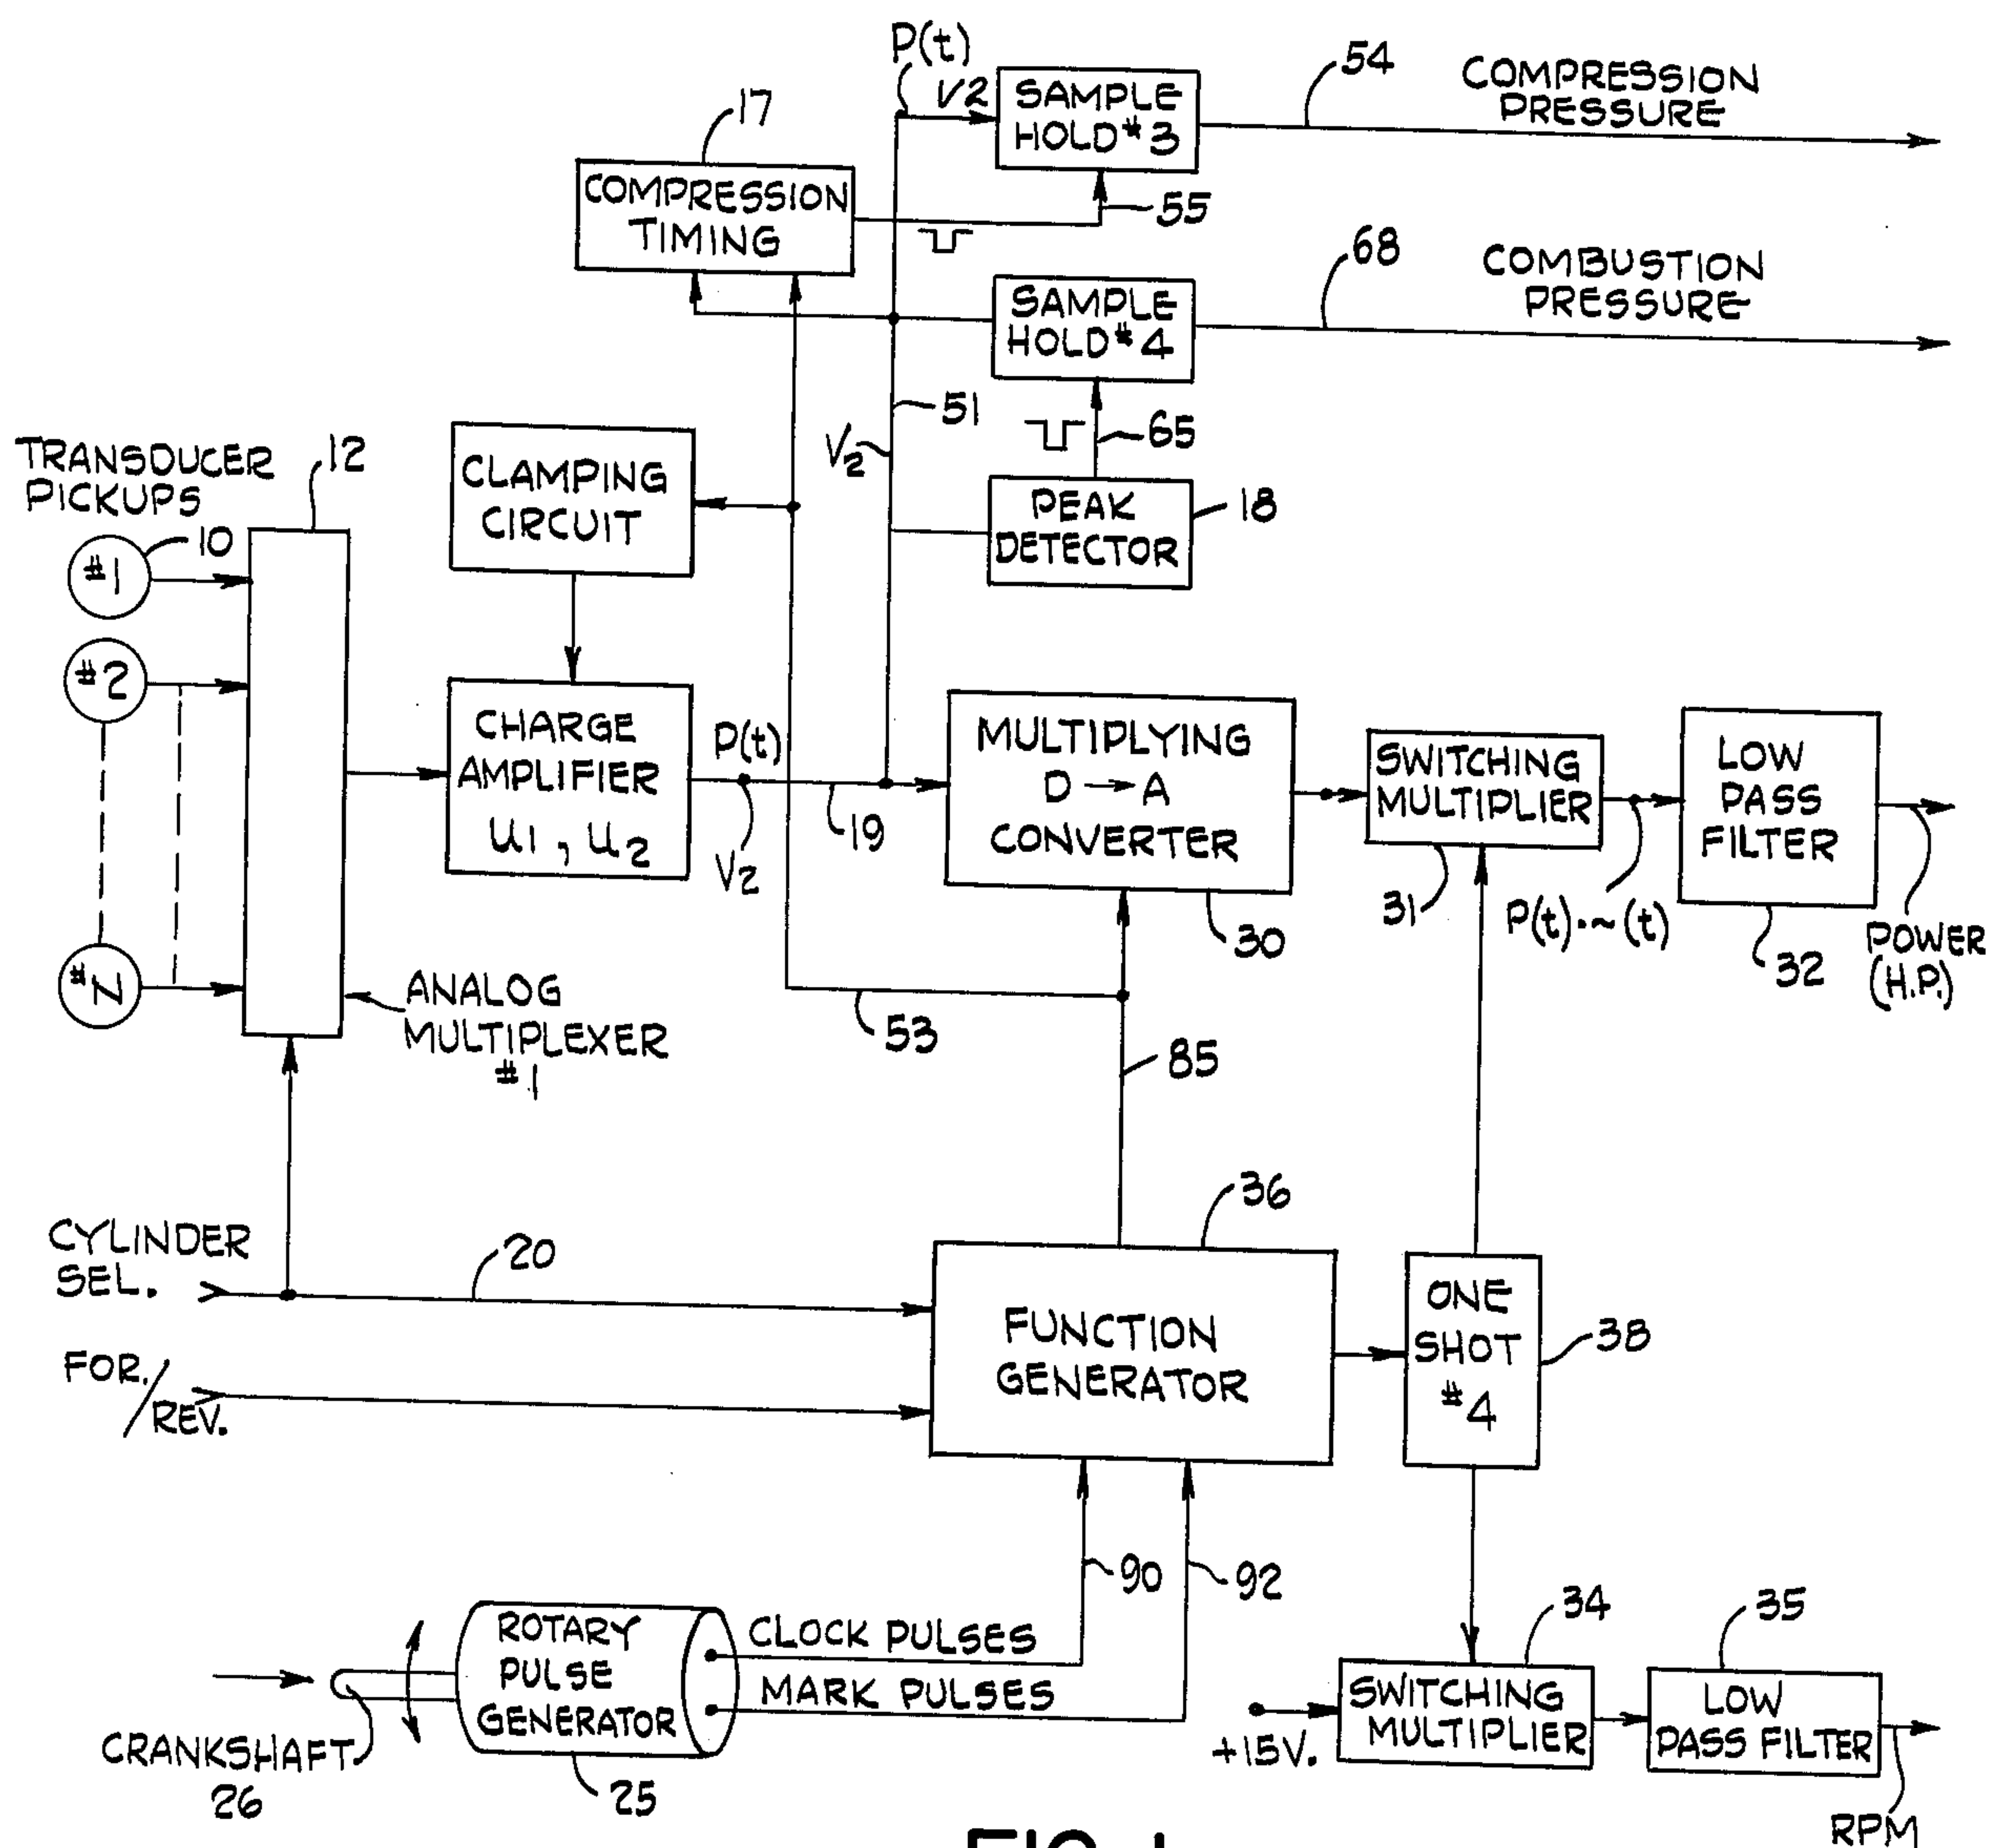 P(t)
V2
SAMPLE
HOLD #3
54
COMPRESSION
PRESSURE
17
COMPRESSION
TIMING
55
SAMPLE
HOLD #4
68
COMBUSTION
PRESSURE
51
V2
65
PEAK
DETECTOR
18
CLAMPING
CIRCUIT
TRANSDUCER
PICKUPS
12
#1
10
#2
#N
ANALOG
MULTIPLEXER
#1
CHARGE
AMPLIFIER
U1, U2
P(t)
V2
19
MULTIPLYING
D → A
CONVERTER
30
SWITCHING
MULTIPLIER
31
P(t)·~(t)
LOW
PASS
FILTER
32
POWER
(H.P.)
53
85
CYLINDER
SEL.
20
FOR./
REV.
36
FUNCTION
GENERATOR
ONE
SHOT
#4
38
90
92
ROTARY
PULSE
GENERATOR
CLOCK PULSES
MARK PULSES
CRANKSHAFT
26
25
+15V.
34
SWITCHING
MULTIPLIER
35
LOW
PASS FILTER
RPM
FIG. 1